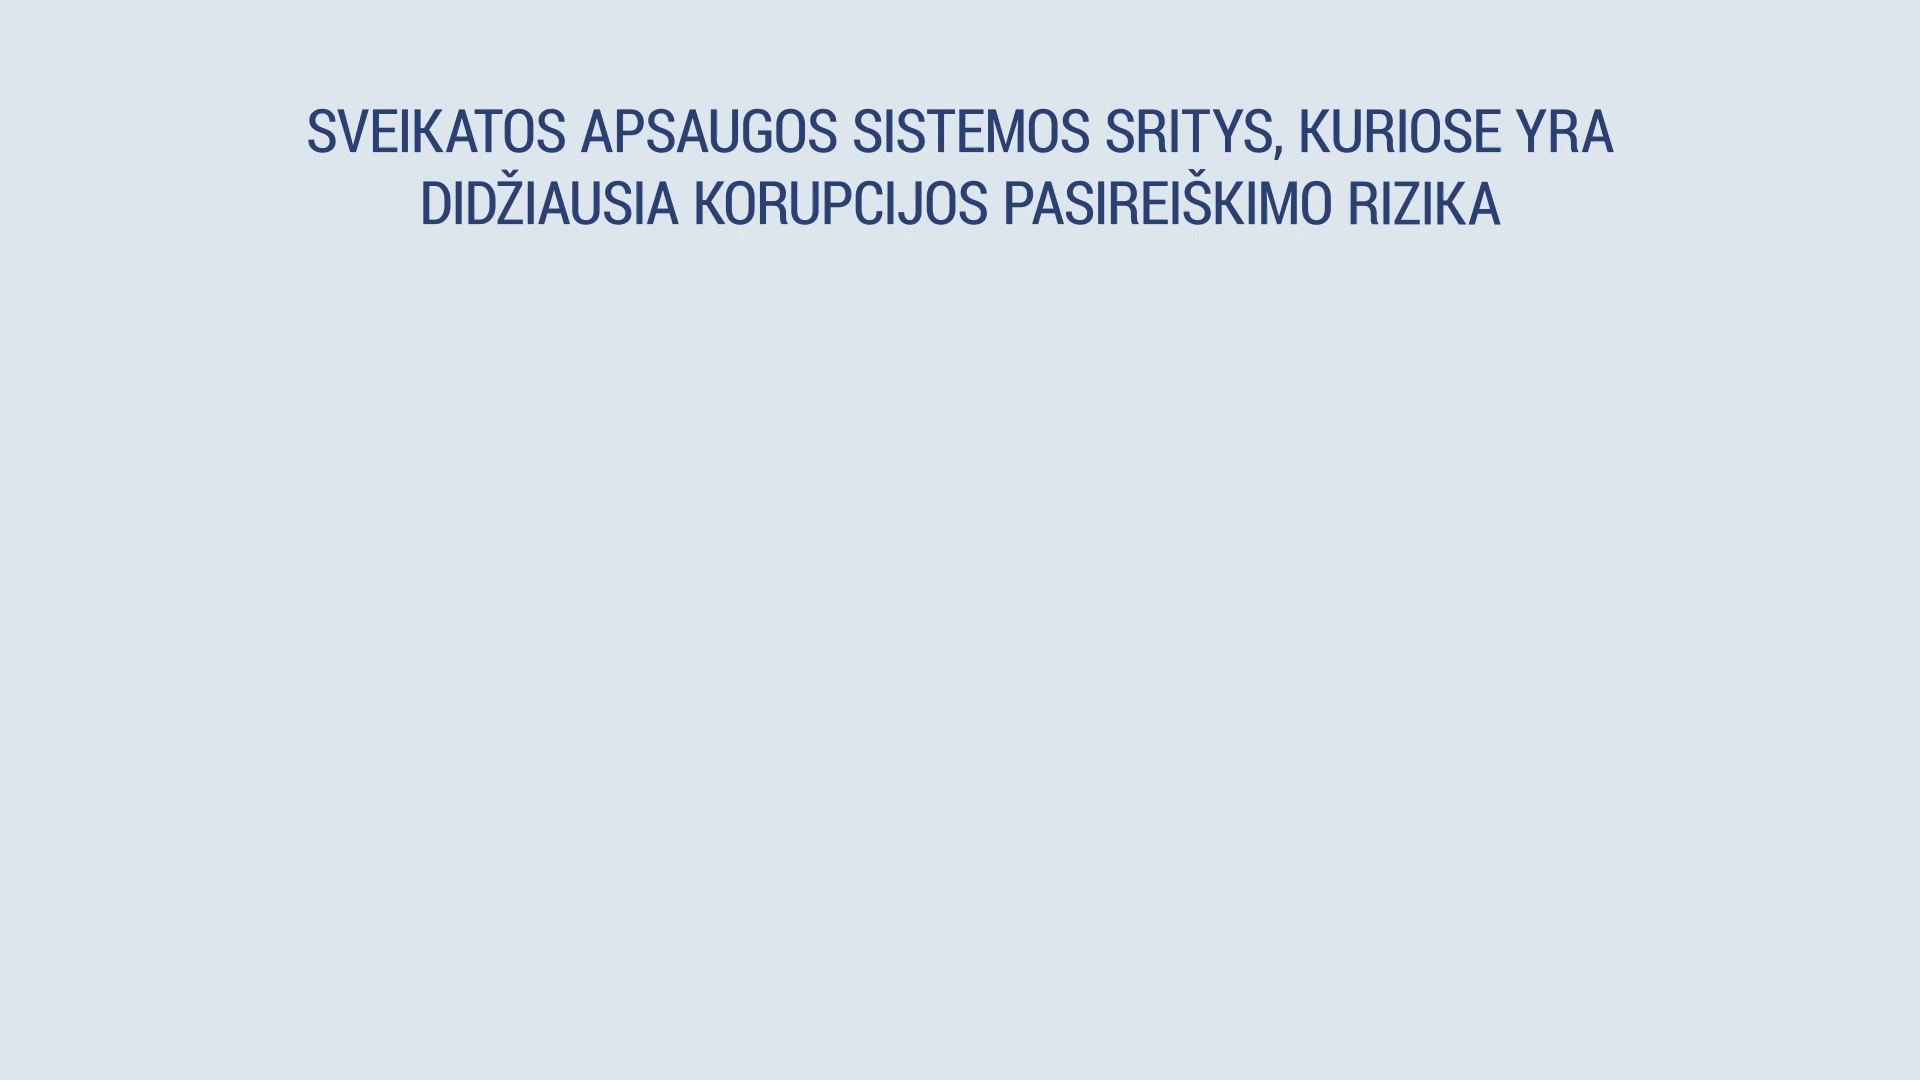 SVEIKATOS APSAUGOS SISTEMOS SRITYS, KURIOSE YRA
DIDŽIAUSIA KORUPCIJOS PASIREIŠKIMO RIZIKA